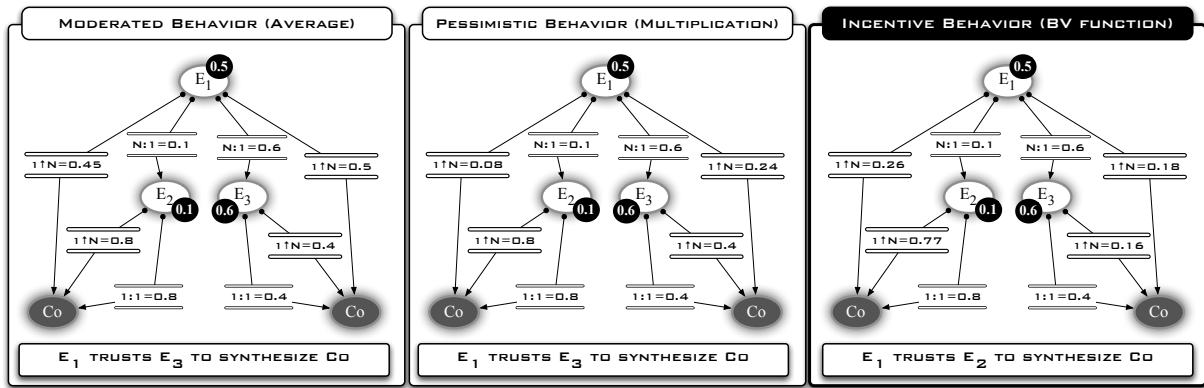 Moderated Behavior (Average)
0.5
E1
N:1=0.1
N:1=0.6
1↑N=0.45
1↑N=0.5
E2
E3
0.1
0.6
1↑N=0.8
1↑N=0.4
1:1=0.8
1:1=0.4
Co
Co
E1 trusts E3 to synthesize Co
Pessimistic Behavior (Multiplication)
0.5
E1
N:1=0.1
N:1=0.6
1↑N=0.08
1↑N=0.24
E2
E3
0.1
0.6
1↑N=0.8
1↑N=0.4
1:1=0.8
1:1=0.4
Co
Co
E1 trusts E3 to synthesize Co
Incentive Behavior (BV function)
0.5
E1
N:1=0.1
N:1=0.6
1↑N=0.26
1↑N=0.18
E2
E3
0.1
0.6
1↑N=0.77
1↑N=0.16
1:1=0.8
1:1=0.4
Co
Co
E1 trusts E2 to synthesize Co